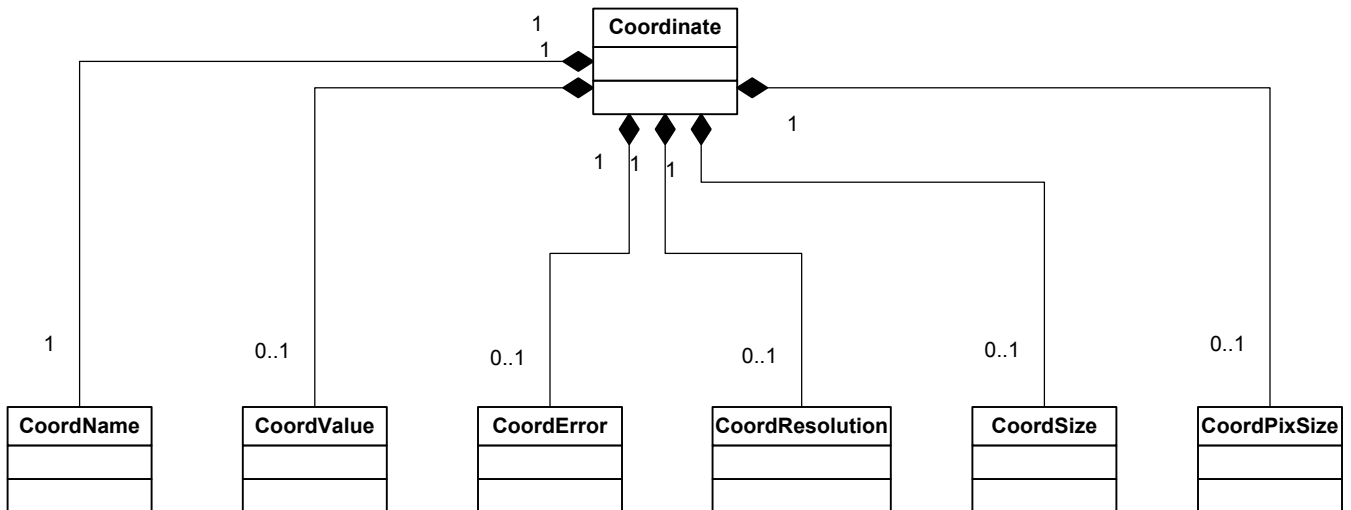 Coordinate
1
1
1
1
1
1
1
0..1
0..1
0..1
0..1
0..1
CoordName
CoordValue
CoordError
CoordResolution
CoordSize
CoordPixSize